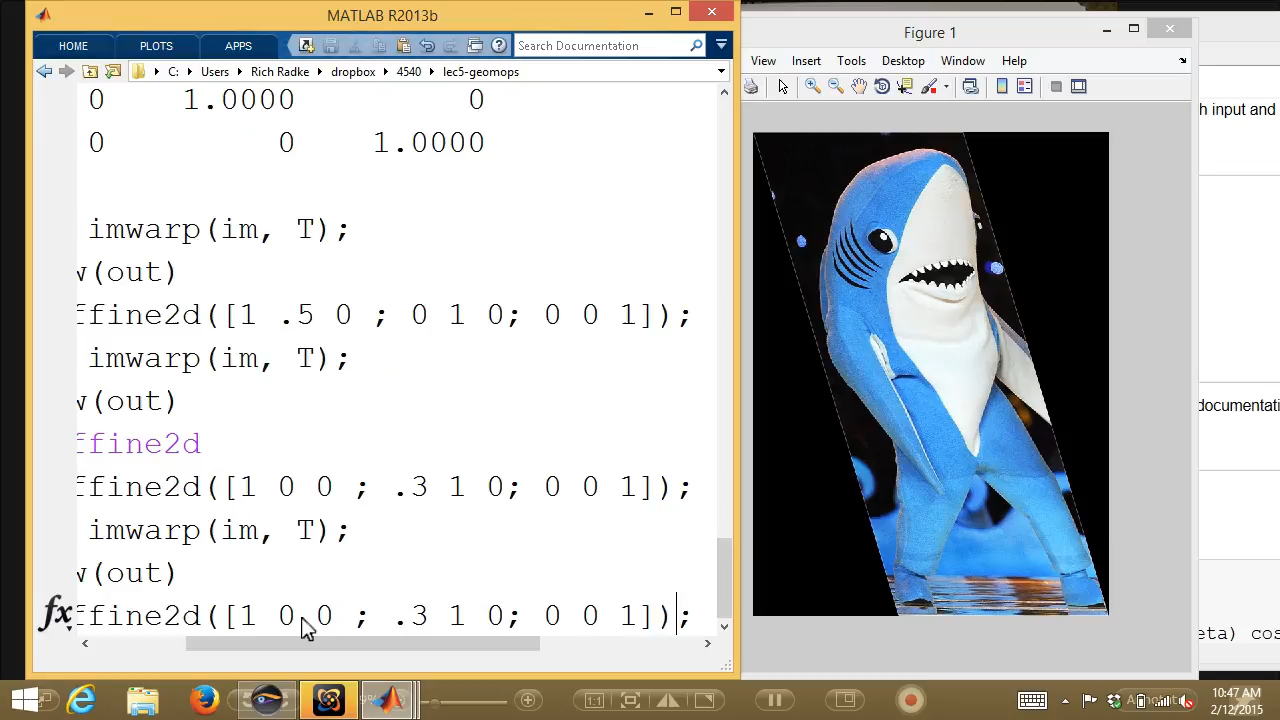 MATLAB R2013b
HOME PLOTS APPS
Search Documentation
C: Users Rich Radke dropbox 4540 lec5-geomops
0 1.0000 0
0 0 1.0000
imwarp(im, T);
w(out)
ffine2d([1 .5 0 ; 0 1 0; 0 0 1]);
imwarp(im, T);
w(out)
ffine2d
ffine2d([1 0 0 ; .3 1 0; 0 0 1]);
imwarp(im, T);
w(out)
fx ffine2d([1 0 0 ; .3 1 0; 0 0 1]);
Figure 1
View Insert Tools Desktop Window Help
h input and
documentati
eta) cos
1:1
10:47 AM
2/12/2015